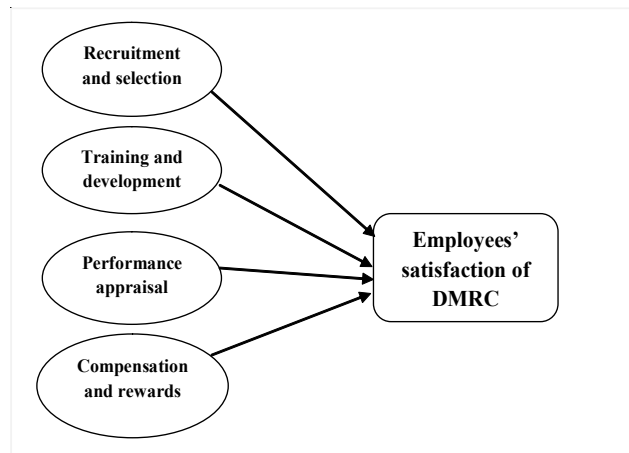 Recruitment
and selection
Training and
development
Performance
appraisal
Compensation
and rewards
Employees’
satisfaction of
DMRC